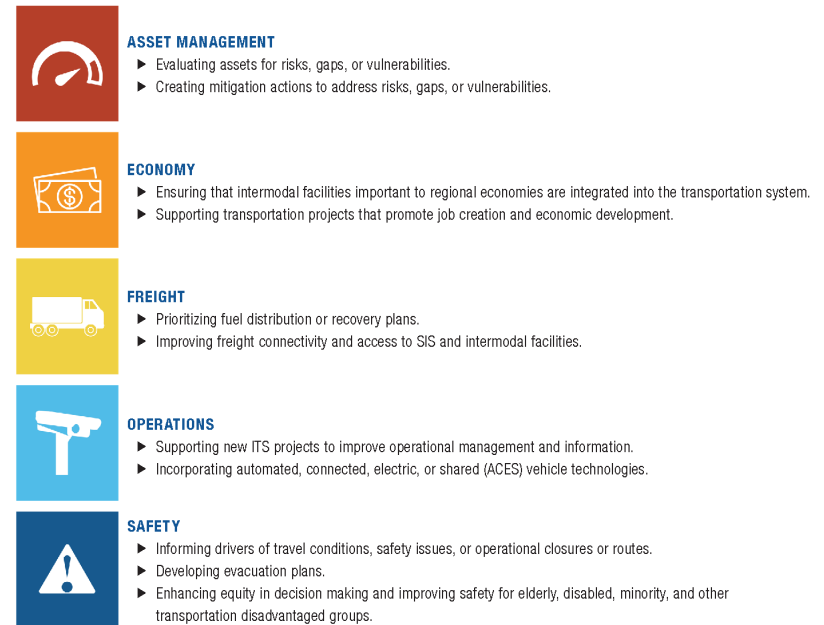 ASSET MANAGEMENT
▶ Evaluating assets for risks, gaps, or vulnerabilities.
▶ Creating mitigation actions to address risks, gaps, or vulnerabilities.
$
ECONOMY
▶ Ensuring that intermodal facilities important to regional economies are integrated into the transportation system.
▶ Supporting transportation projects that promote job creation and economic development.
FREIGHT
▶ Prioritizing fuel distribution or recovery plans.
▶ Improving freight connectivity and access to SIS and intermodal facilities.
OPERATIONS
▶ Supporting new ITS projects to improve operational management and information.
▶ Incorporating automated, connected, electric, or shared (ACES) vehicle technologies.
!
SAFETY
▶ Informing drivers of travel conditions, safety issues, or operational closures or routes.
▶ Developing evacuation plans.
▶ Enhancing equity in decision making and improving safety for elderly, disabled, minority, and other
transportation disadvantaged groups.